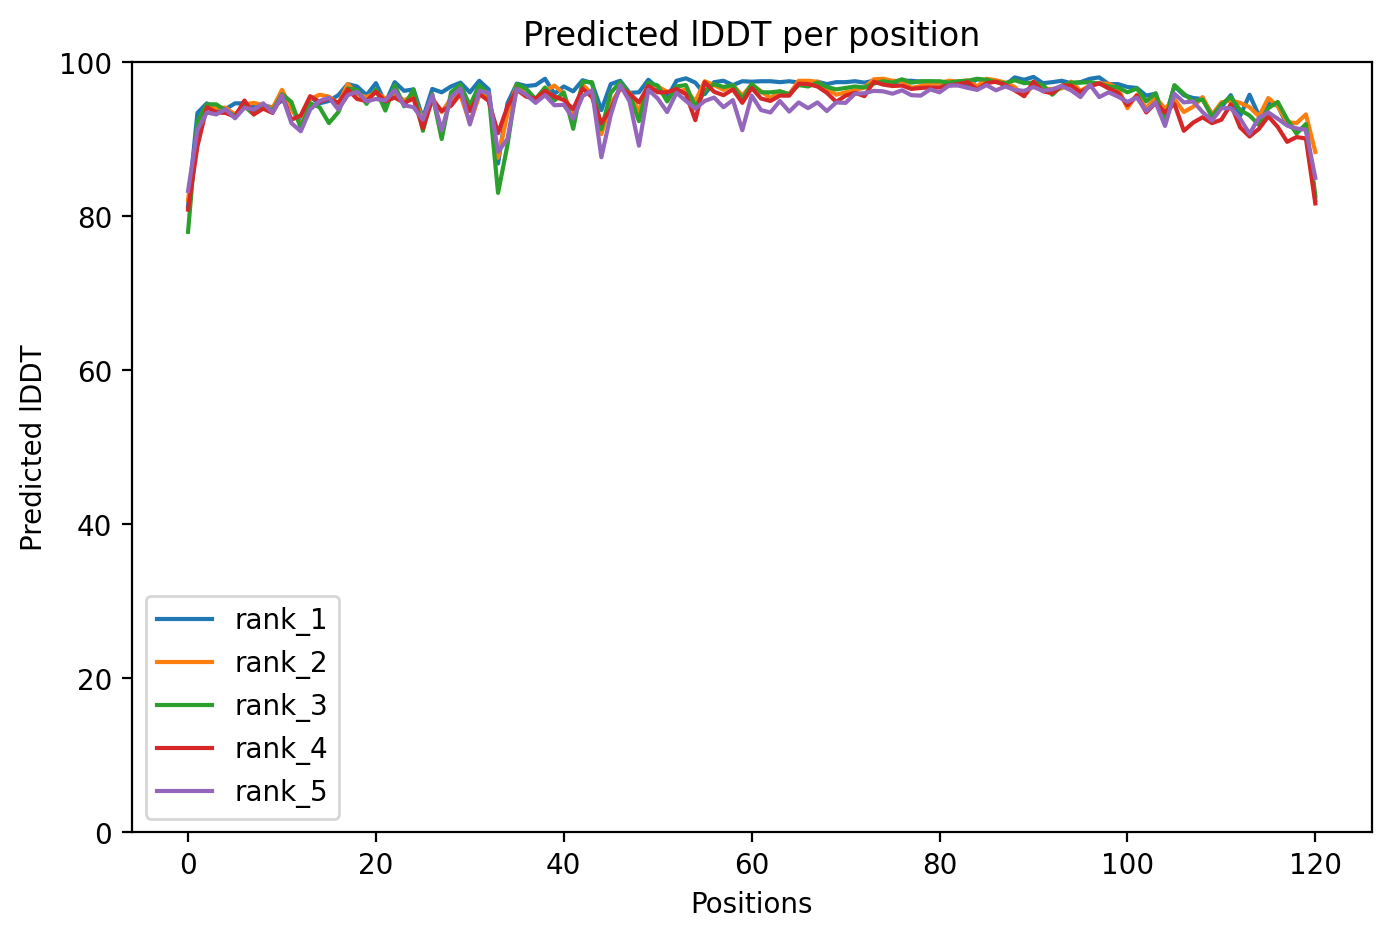 Predicted lDDT per position
100
80
60
40
20
0
Predicted lDDT
rank_1
rank_2
rank_3
rank_4
rank_5
0 20 40 60 80 100 120
Positions